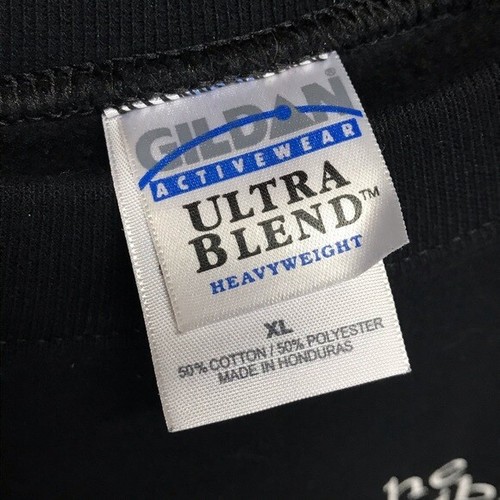 GILDAN
ACTIVEWEAR
ULTRA
BLEND™
HEAVYWEIGHT
XL
50% COTTON / 50% POLYESTER
MADE IN HONDURAS